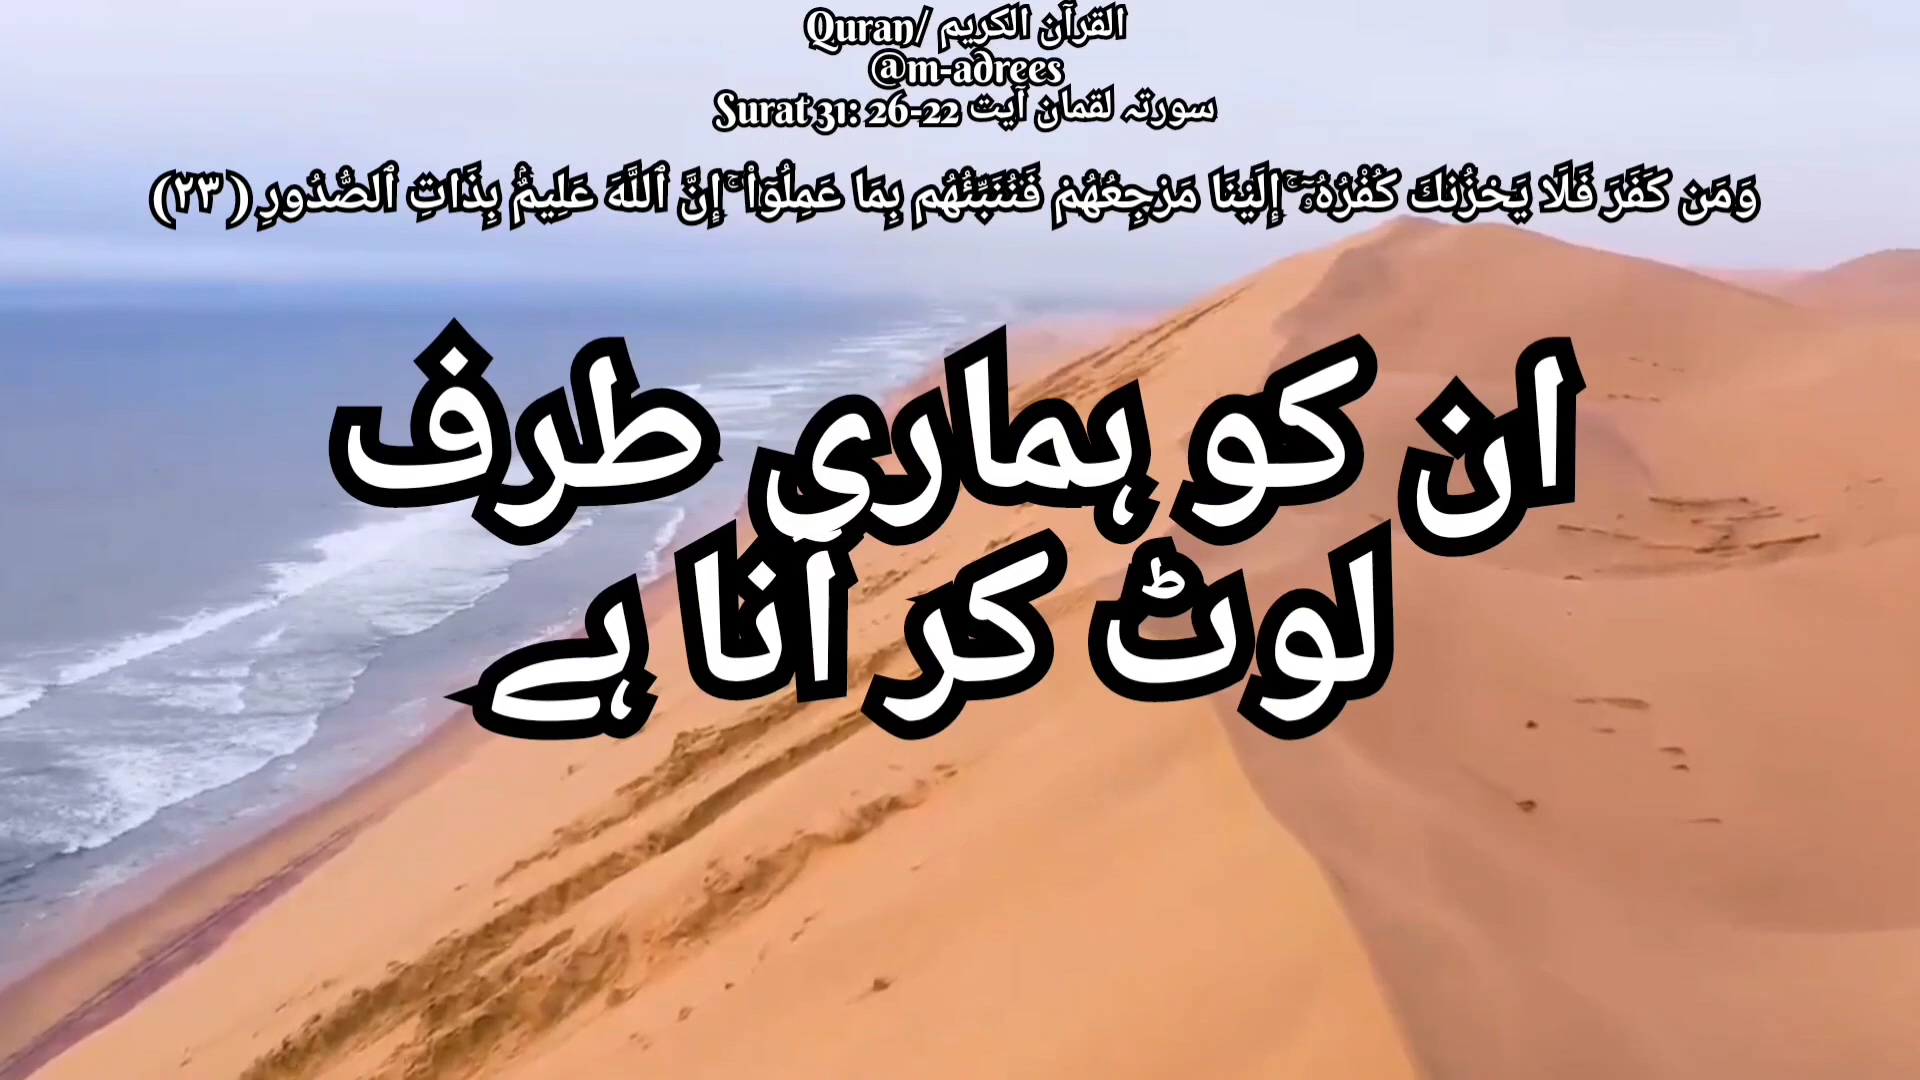 Quran/ القرآن الكريم
@m-adrees
Surat 31: 26-22 سورتہ لقمان آیت
وَمَن كَفَرَ فَلَا يَحْزُنكَ كُفْرُهُۥٓ ۚ إِلَيْنَا مَرْجِعُهُمْ فَنُنَبِّئُهُم بِمَا عَمِلُوٓا۟ ۚ إِنَّ ٱللَّهَ عَلِيمٌۢ بِذَاتِ ٱلصُّدُورِ (٢٣)
ان کو ہماری طرف
لوٹ کر آنا ہے